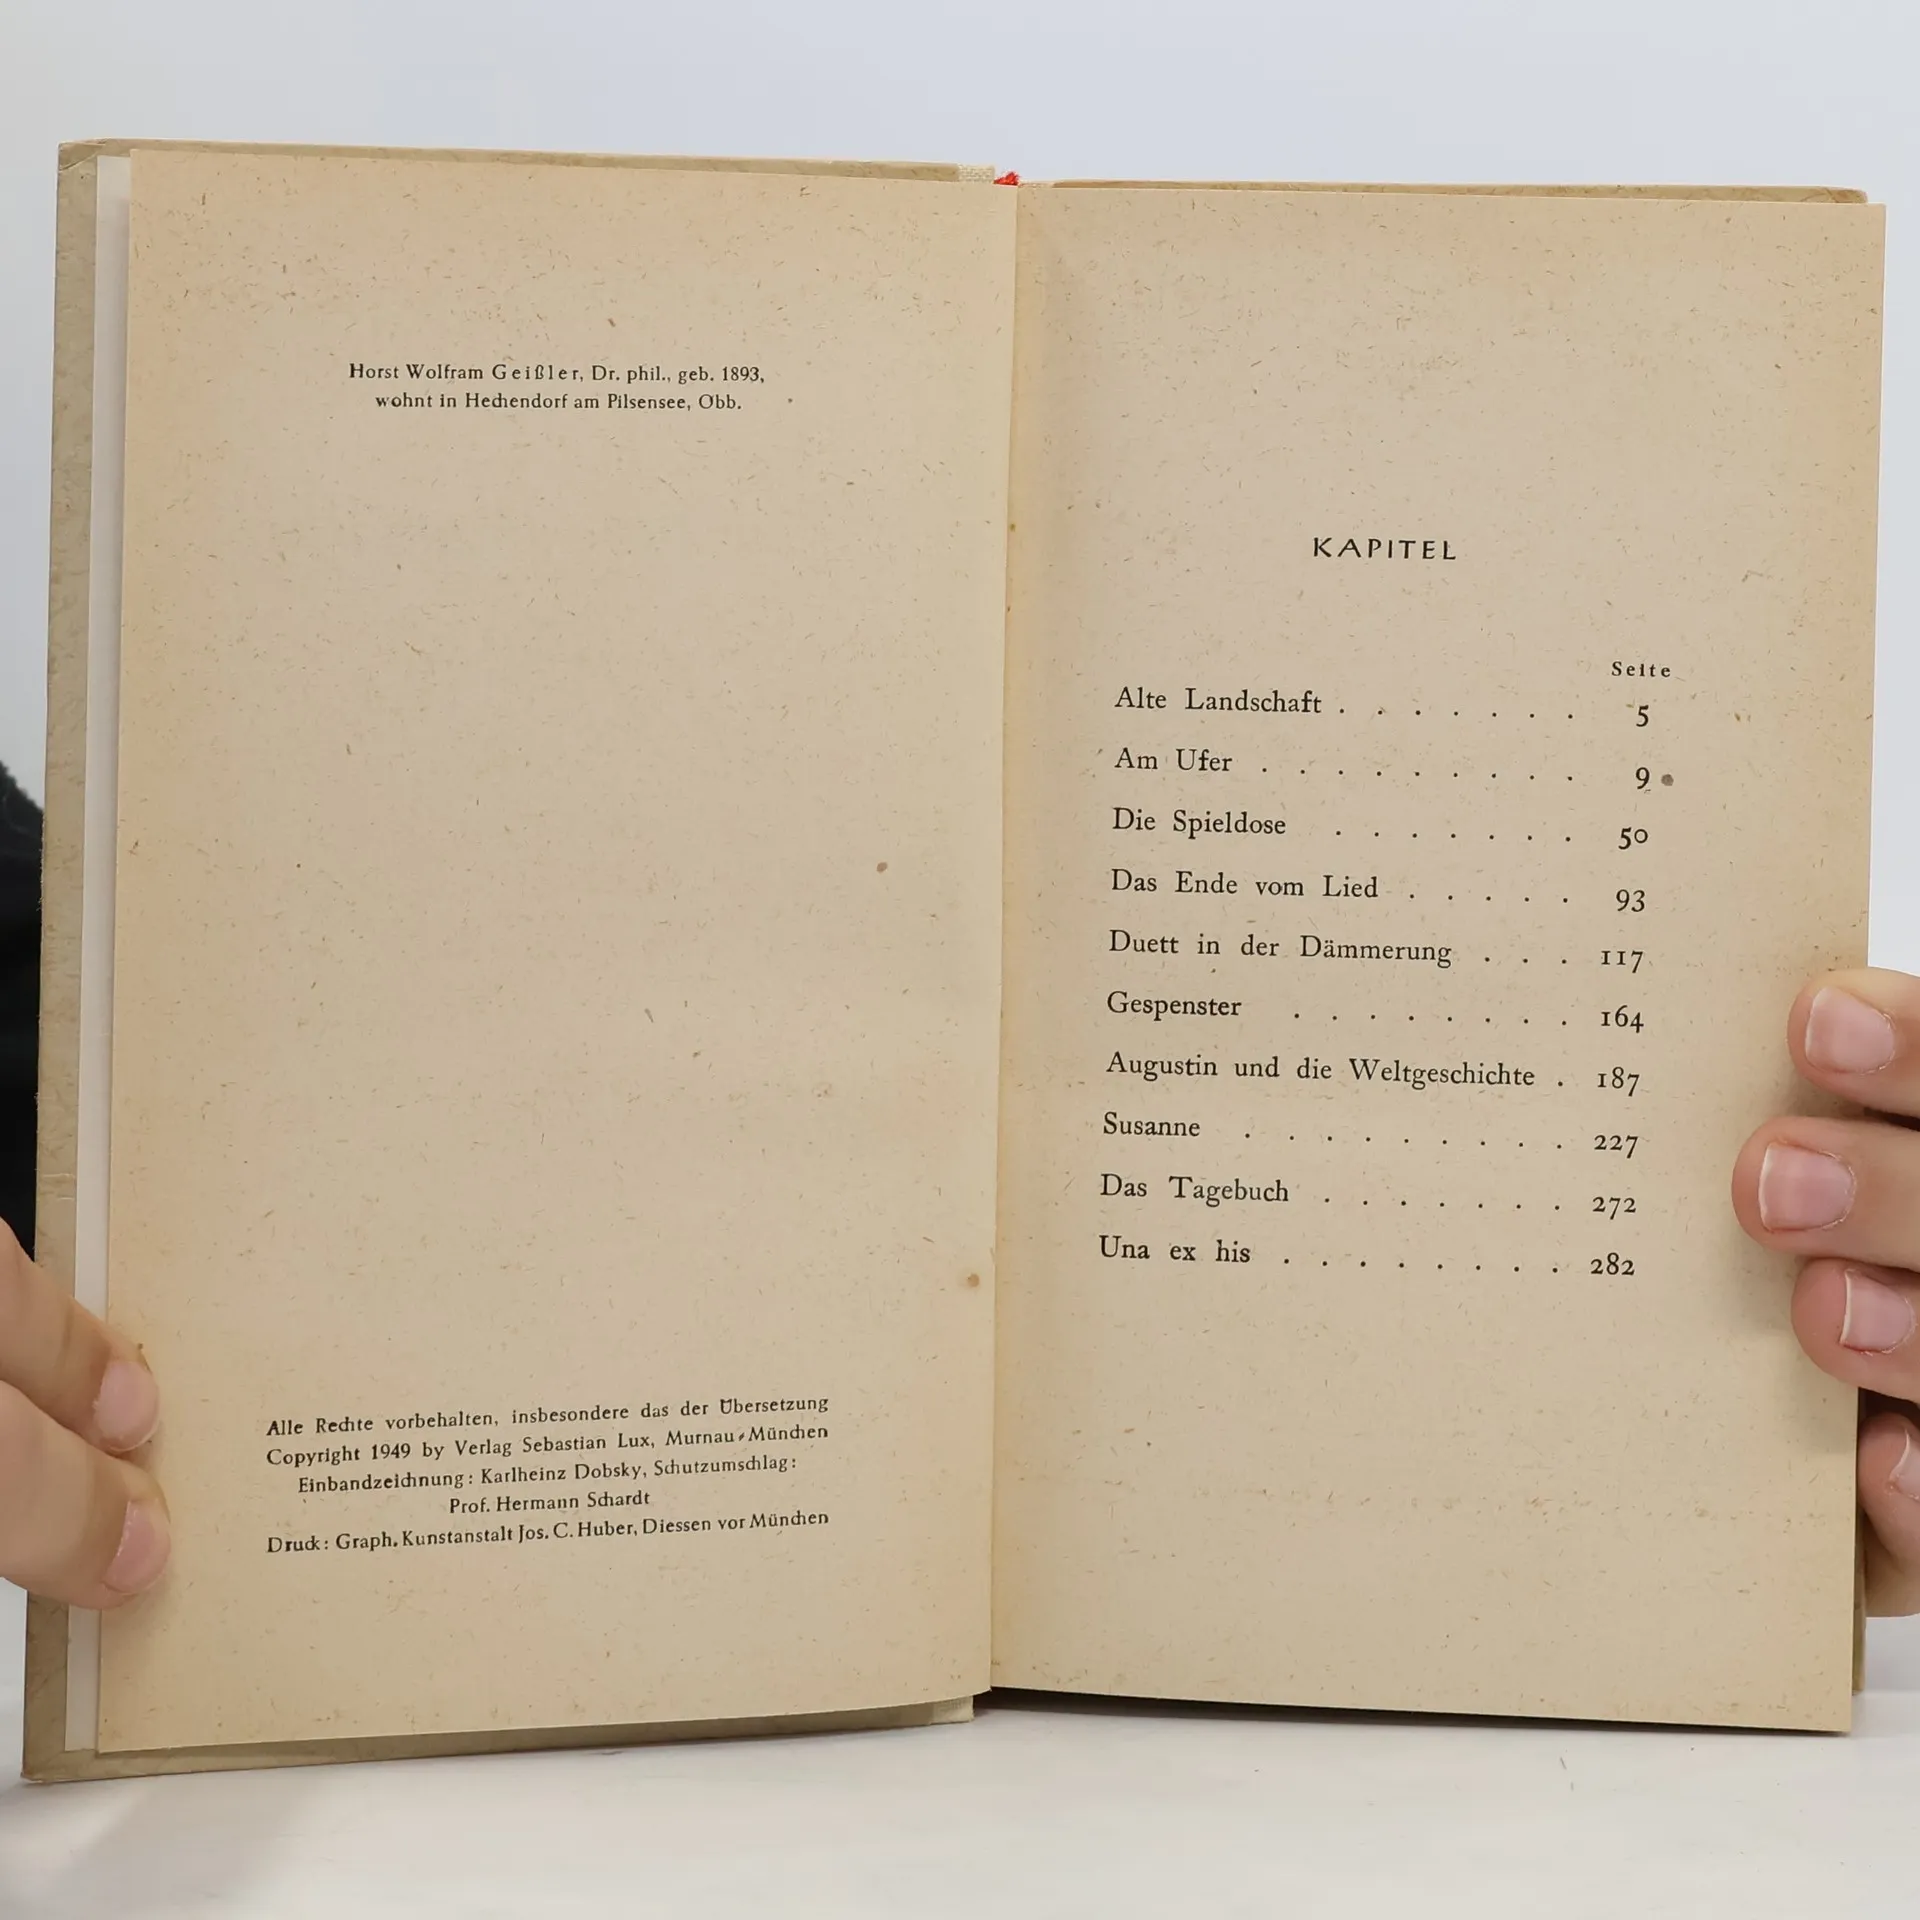 Horst Wolfram Geißler, Dr. phil., geb. 1893,
wohnt in Hechendorf am Pilsensee, Obb.
Alle Rechte vorbehalten, insbesondere das der Übersetzung
Copyright 1949 by Verlag Sebastian Lux, Murnau-München
Einbandzeichnung: Karlheinz Dobsky, Schutzumschlag:
Prof. Hermann Schardt
Druck: Graph. Kunstanstalt Jos. C. Huber, Diessen vor München
KAPITEL
Seite
Alte Landschaft . . . . . . . 5
Am Ufer . . . . . . . . . 9
Die Spieldose . . . . . . . 50
Das Ende vom Lied . . . . . 93
Duett in der Dämmerung . . . 117
Gespenster . . . . . . . . 164
Augustin und die Weltgeschichte . 187
Susanne . . . . . . . . . 227
Das Tagebuch . . . . . . . 272
Una ex his . . . . . . . . 282